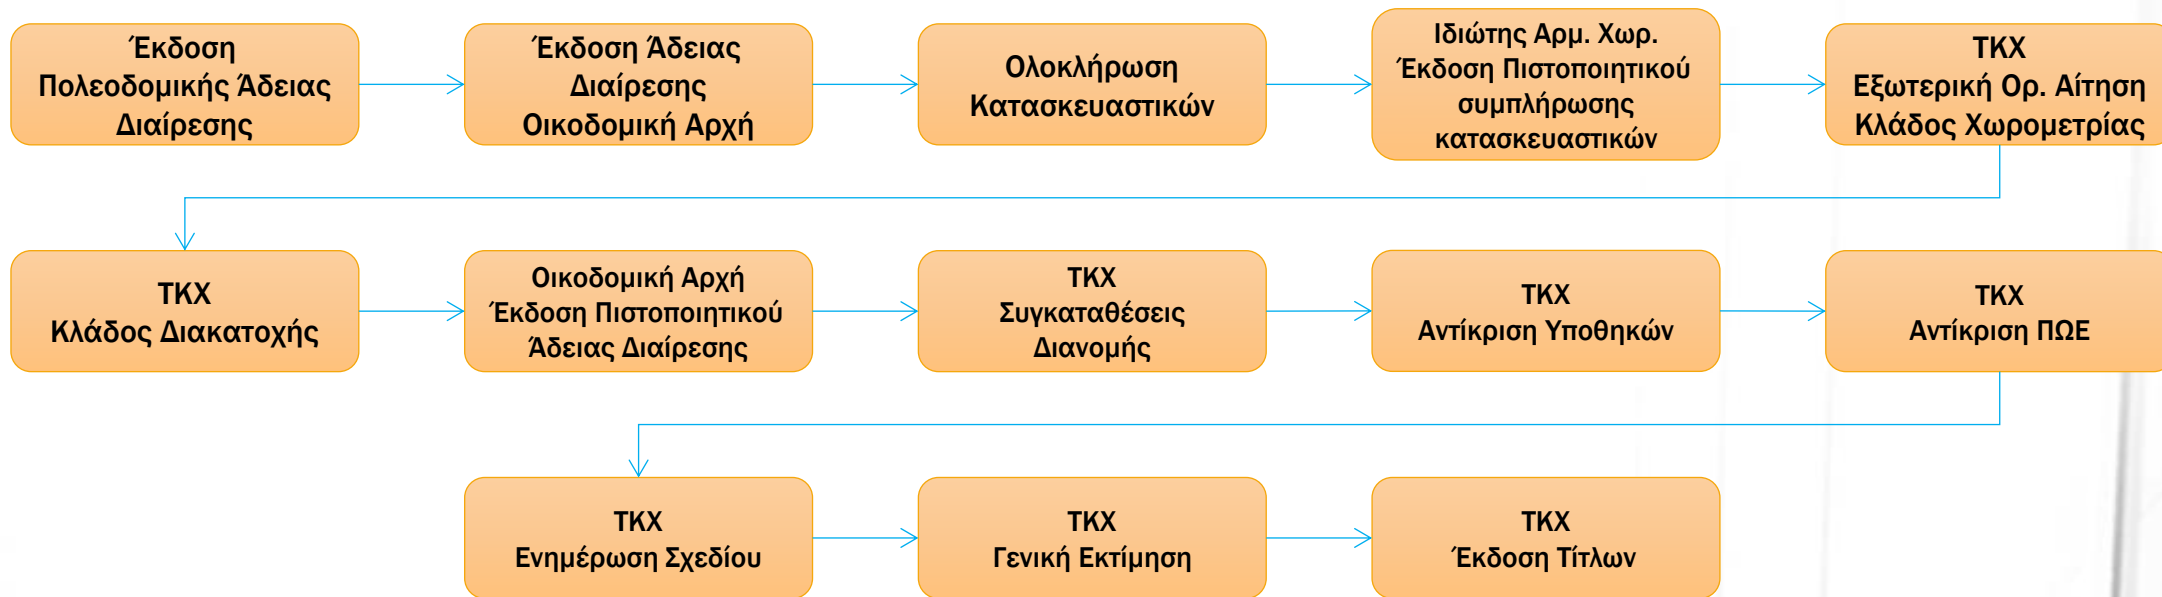 Έκδοση
Πολεοδομικής Άδειας
Διαίρεσης
Έκδοση Άδειας
Διαίρεσης
Οικοδομική Αρχή
Ολοκλήρωση
Κατασκευαστικών
Ιδιώτης Αρμ. Χωρ.
Έκδοση Πιστοποιητικού
συμπλήρωσης
κατασκευαστικών
ΤΚΧ
Εξωτερική Ορ. Αίτηση
Κλάδος Χωρομετρίας
ΤΚΧ
Κλάδος Διακατοχής
Οικοδομική Αρχή
Έκδοση Πιστοποιητικού
Άδειας Διαίρεσης
ΤΚΧ
Συγκαταθέσεις
Διανομής
ΤΚΧ
Αντίκριση Υποθηκών
ΤΚΧ
Αντίκριση ΠΩΕ
ΤΚΧ
Ενημέρωση Σχεδίου
ΤΚΧ
Γενική Εκτίμηση
ΤΚΧ
Έκδοση Τίτλων